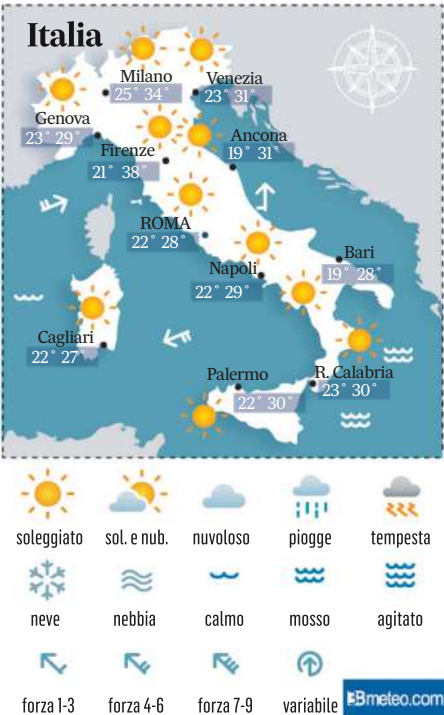 Italia
Milano
25° 34°
Venezia
23° 31°
Genova
23° 29°
Firenze
21° 38°
Ancona
19° 31°
ROMA
22° 28°
Napoli
22° 29°
Bari
19° 28°
Cagliari
22° 27°
Palermo
22° 30°
R. Calabria
23° 30°
soleggiato sol. e nub. nuvoloso piogge tempesta
neve nebbia calmo mosso agitato
forza 1-3 forza 4-6 forza 7-9 variabile
3Bmeteo.com